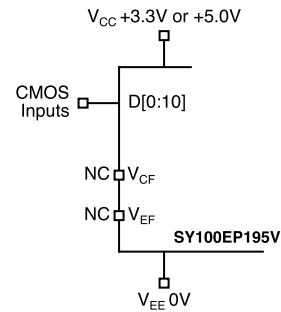 VCC +3.3V or +5.0V
CMOS
Inputs
D[0:10]
NC VCF
NC VEF
SY100EP195V
VEE 0V